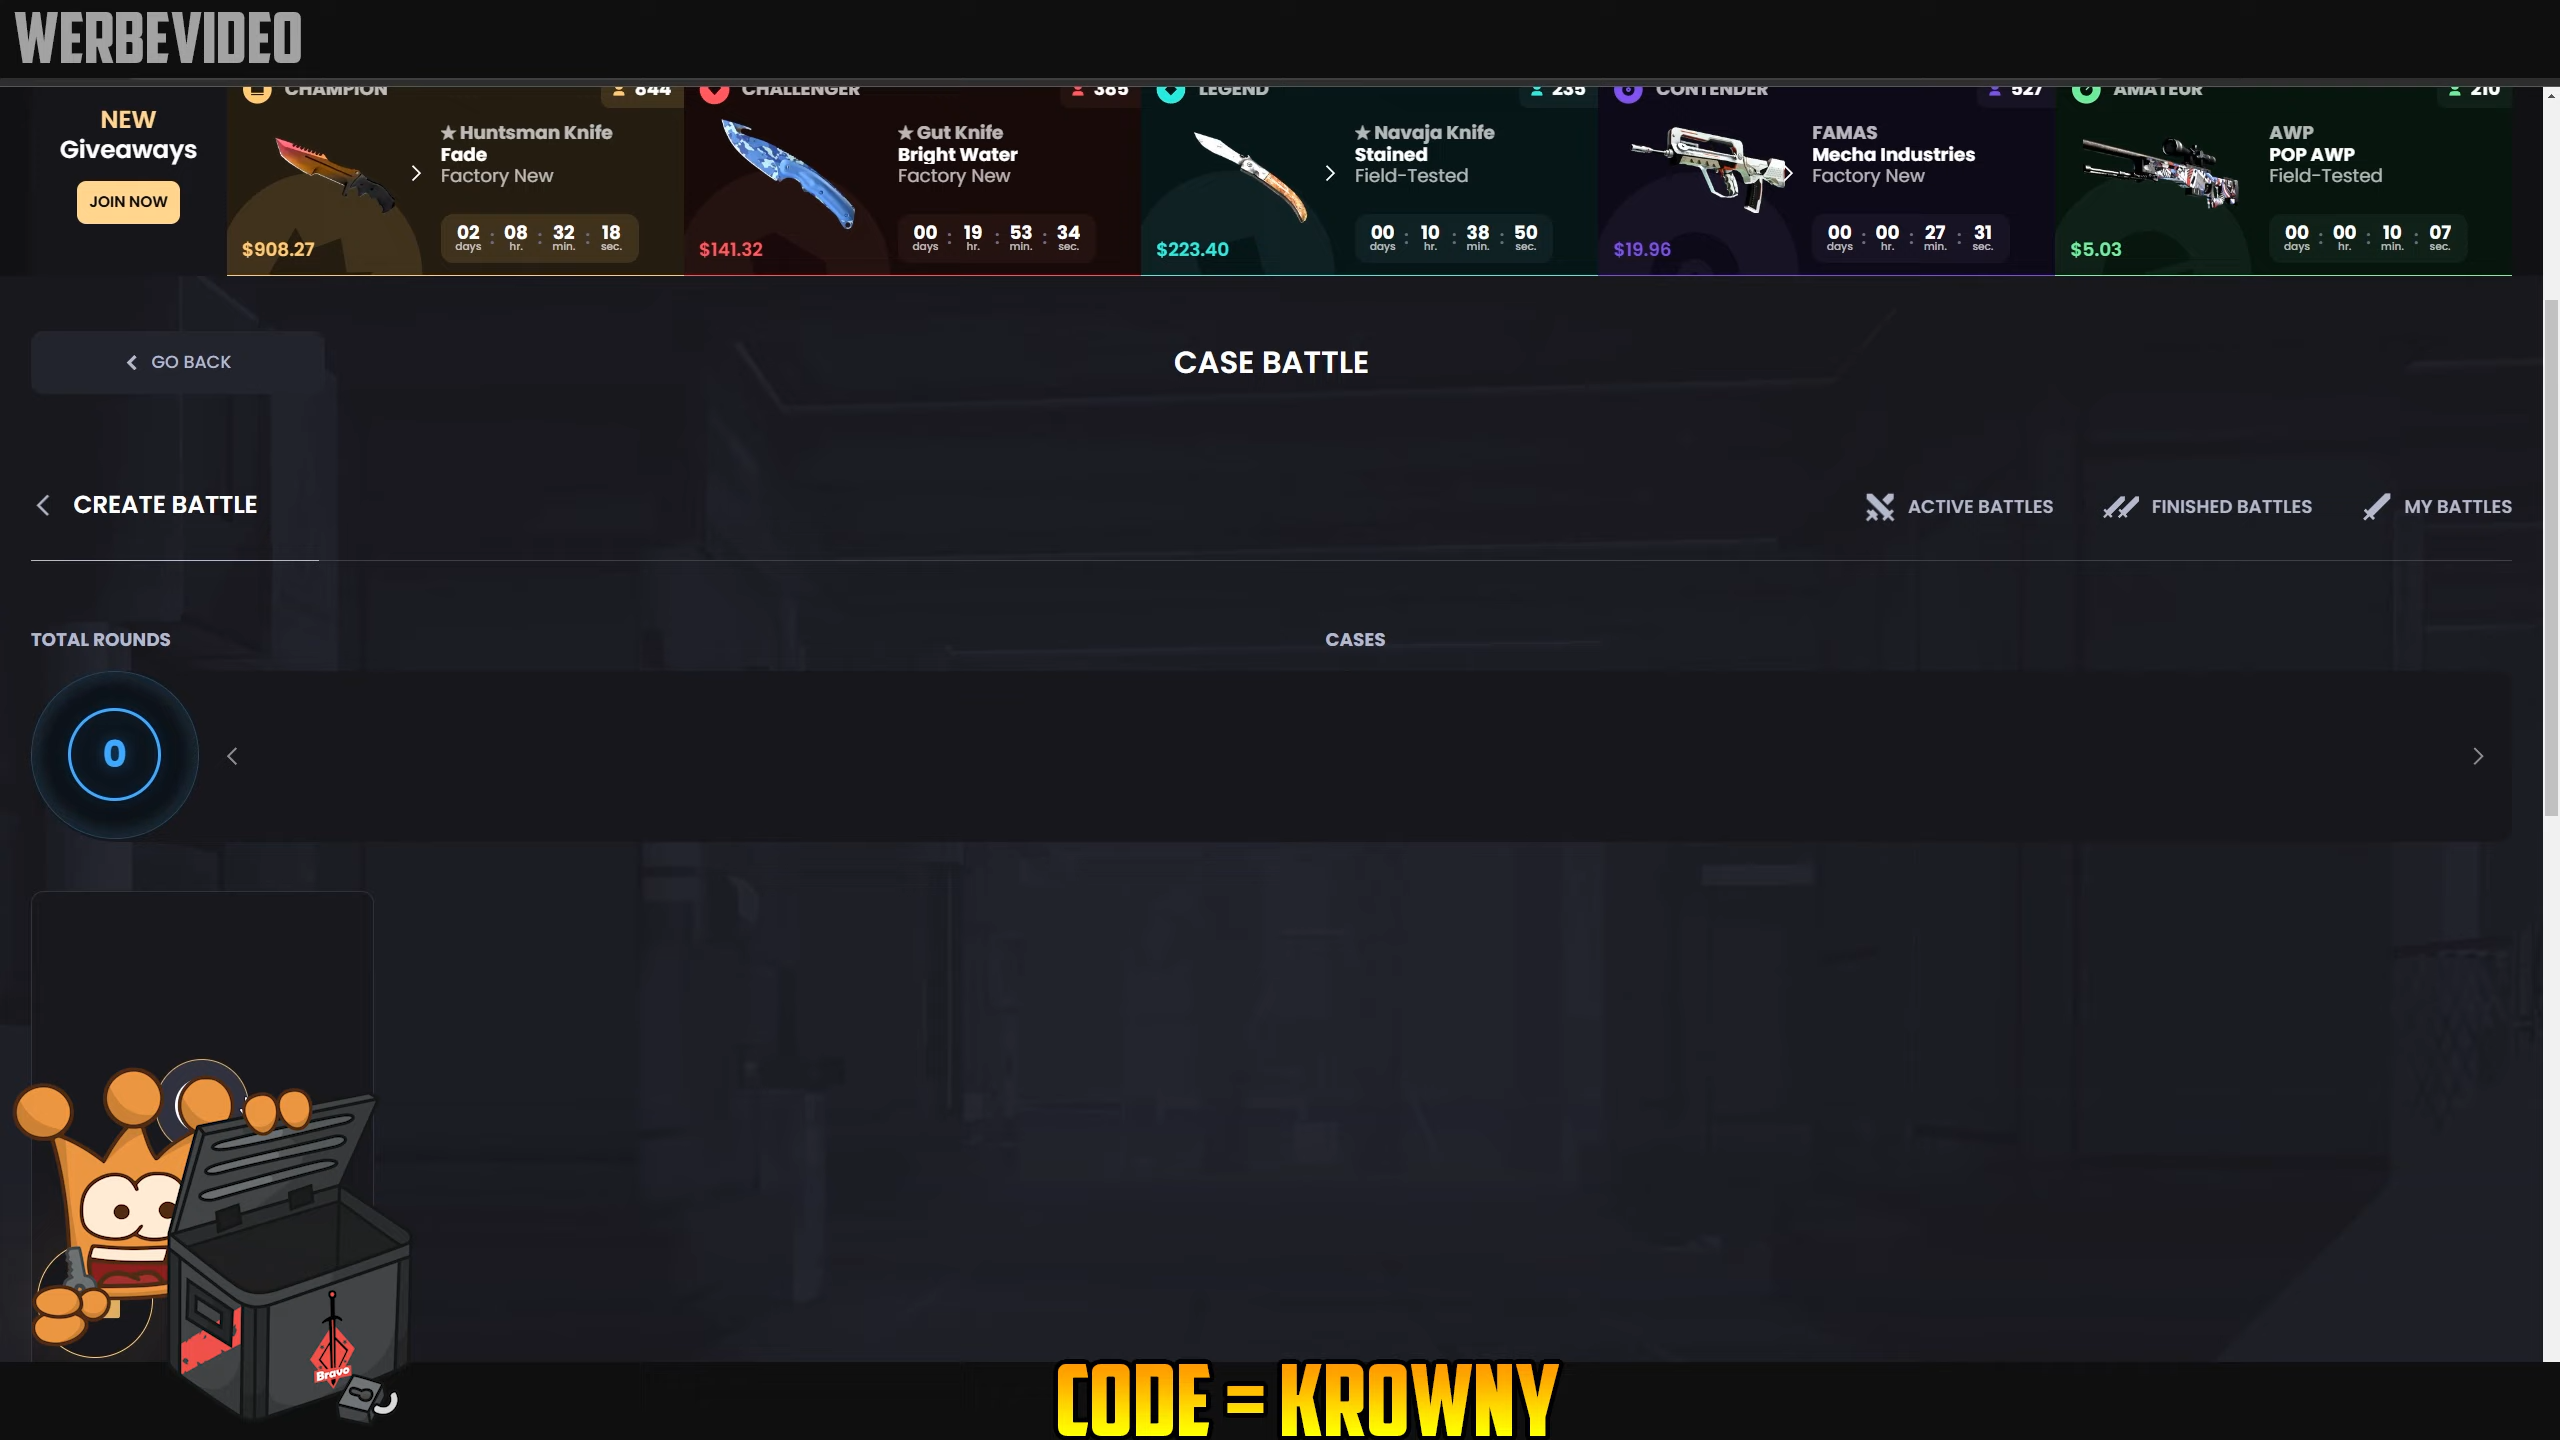 WERBEVIDEO
CHAMPION 844
CHALLENGER 385
LEGEND 235
CONTENDER 527
AMATEUR 210
NEW
Giveaways
JOIN NOW
★ Huntsman Knife
Fade
Factory New
$908.27
02 : 08 : 32 : 18
days hr. min. sec.
★ Gut Knife
Bright Water
Factory New
$141.32
00 : 19 : 53 : 34
days hr. min. sec.
★ Navaja Knife
Stained
Field-Tested
$223.40
00 : 10 : 38 : 50
days hr. min. sec.
FAMAS
Mecha Industries
Factory New
$19.96
00 : 00 : 27 : 31
days hr. min. sec.
AWP
POP AWP
Field-Tested
$5.03
00 : 00 : 10 : 07
days hr. min. sec.
GO BACK
CASE BATTLE
CREATE BATTLE
ACTIVE BATTLES
FINISHED BATTLES
MY BATTLES
TOTAL ROUNDS
CASES
0
Bravo
CODE = KROWNY